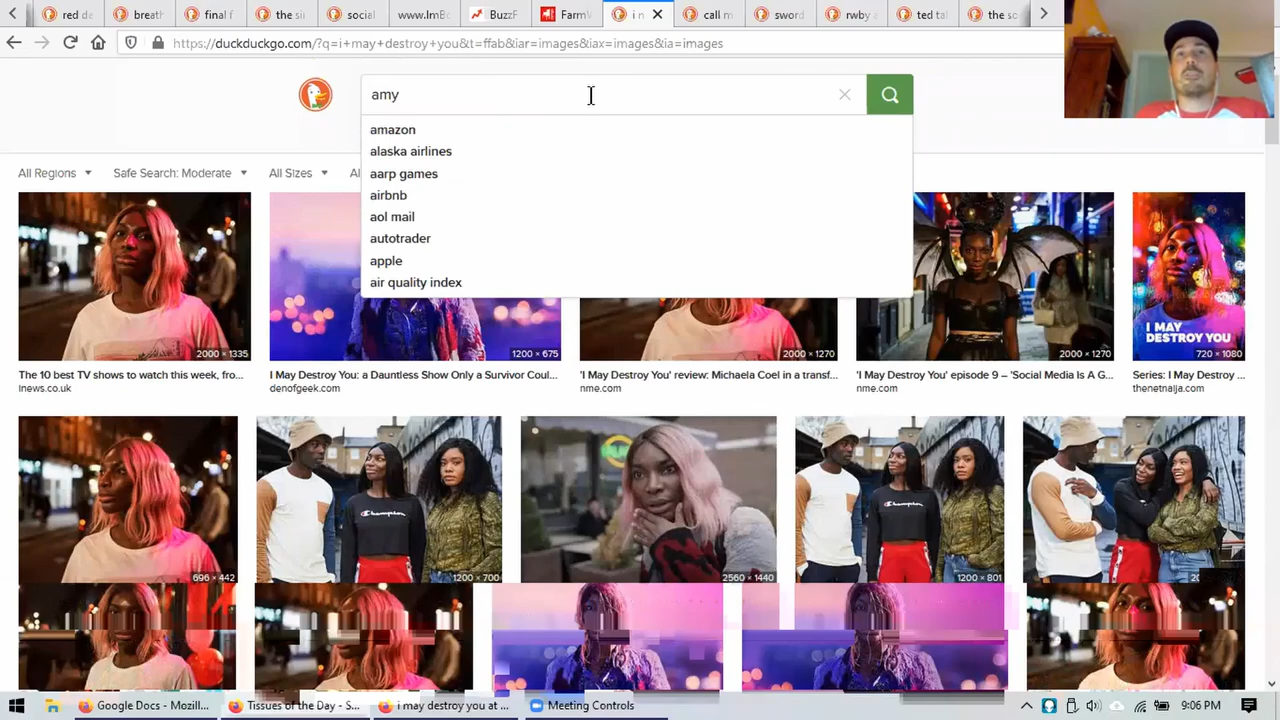 red de
breath
final f
the si
social
www.lmB
BuzzF
FarmV
i n
call m
sword
rwby a
ted tal
the so
https://duckduckgo.com/?q=i+may+destroy+you&t=ffab&iar=images&iax=images&ia=images
amy
amazon
alaska airlines
aarp games
airbnb
aol mail
autotrader
apple
air quality index
All Regions
Safe Search: Moderate
All Sizes
2000 × 1335
1200 × 675
2000 × 1270
2000 × 1270
I MAY
DESTROY YOU
720 × 1080
The 10 best TV shows to watch this week, fro...
I May Destroy You: a Dauntless Show Only a Survivor Coul...
'I May Destroy You' review: Michaela Coel in a transf...
'I May Destroy You' episode 9 – 'Social Media Is A G...
Series: I May Destroy ...
inews.co.uk
denofgeek.com
nme.com
nme.com
thenetnaija.com
Champion
Champion
696 × 442
1200 × 700
2560 × 1440
1200 × 801
Google Docs - Mozill...
Tissues of the Day - S...
i may destroy you at ...
Meeting Controls
9:06 PM